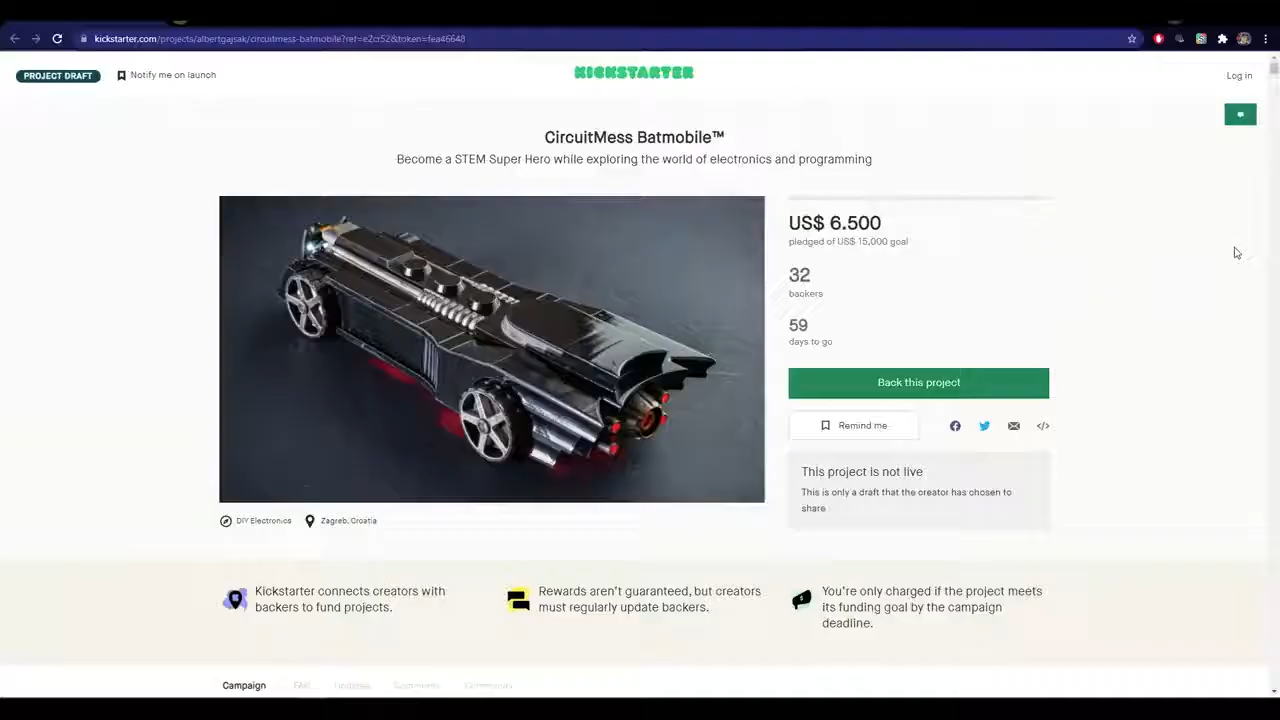 kickstarter.com/projects/albertgajsak/circuitmess-batmobile?ref=e2cr52&token=fea46648
PROJECT DRAFT
Notify me on launch
KICKSTARTER
Log in
CircuitMess Batmobile™
Become a STEM Super Hero while exploring the world of electronics and programming
US$ 6.500
pledged of US$ 15,000 goal
32
backers
59
days to go
Back this project
Remind me
This project is not live
This is only a draft that the creator has chosen to
share
DIY Electronics
Zagreb, Croatia
Kickstarter connects creators with
backers to fund projects.
Rewards aren't guaranteed, but creators
must regularly update backers.
You're only charged if the project meets
its funding goal by the campaign
deadline.
Campaign
FAQ
Updates
Comments
Community